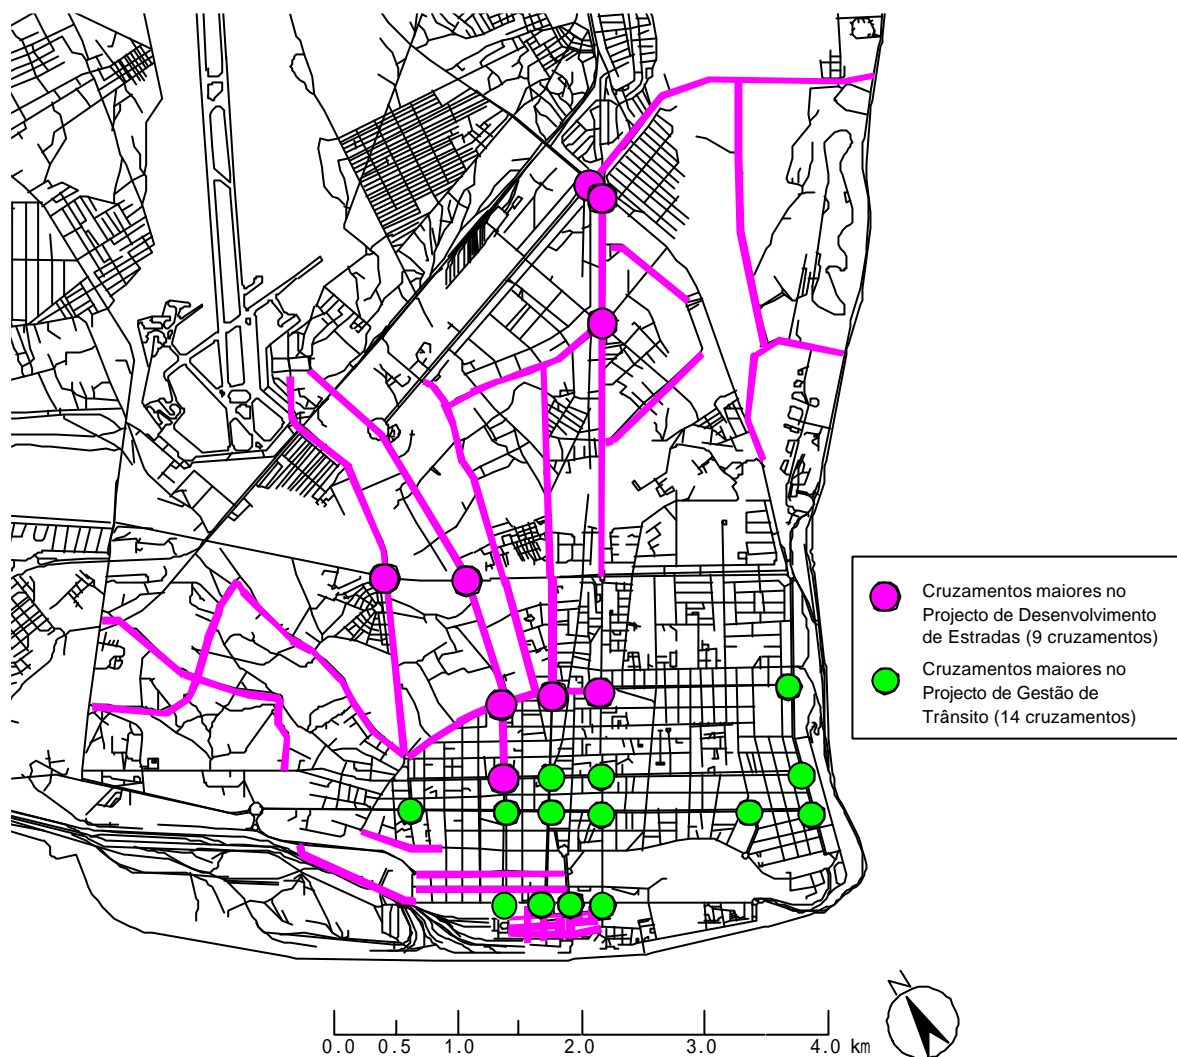 Cruzamentos maiores no
Projecto de Desenvolvimento
de Estradas (9 cruzamentos)
Cruzamentos maiores no
Projecto de Gestão de
Trânsito (14 cruzamentos)
N
0.0 0.5 1.0 2.0 3.0 4.0 km